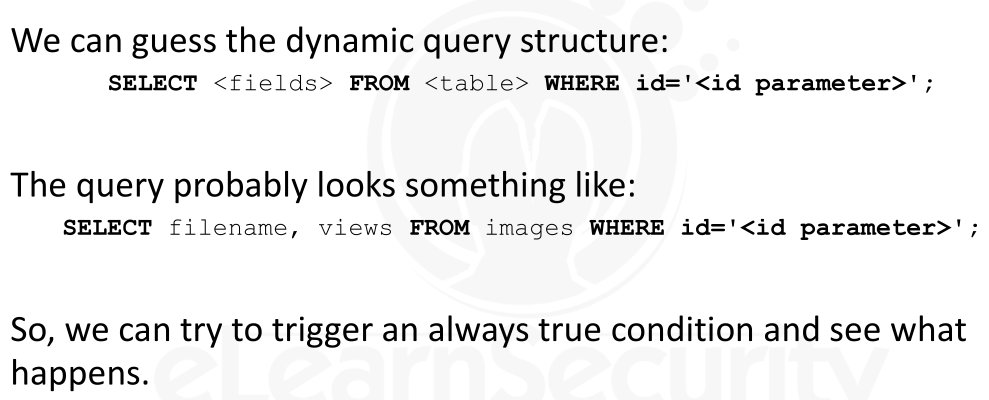 We can guess the dynamic query structure:
SELECT <fields> FROM <table> WHERE id='<id parameter>';
The query probably looks something like:
SELECT filename, views FROM images WHERE id='<id parameter>';
So, we can try to trigger an always true condition and see what
happens.
eLearnSecurity